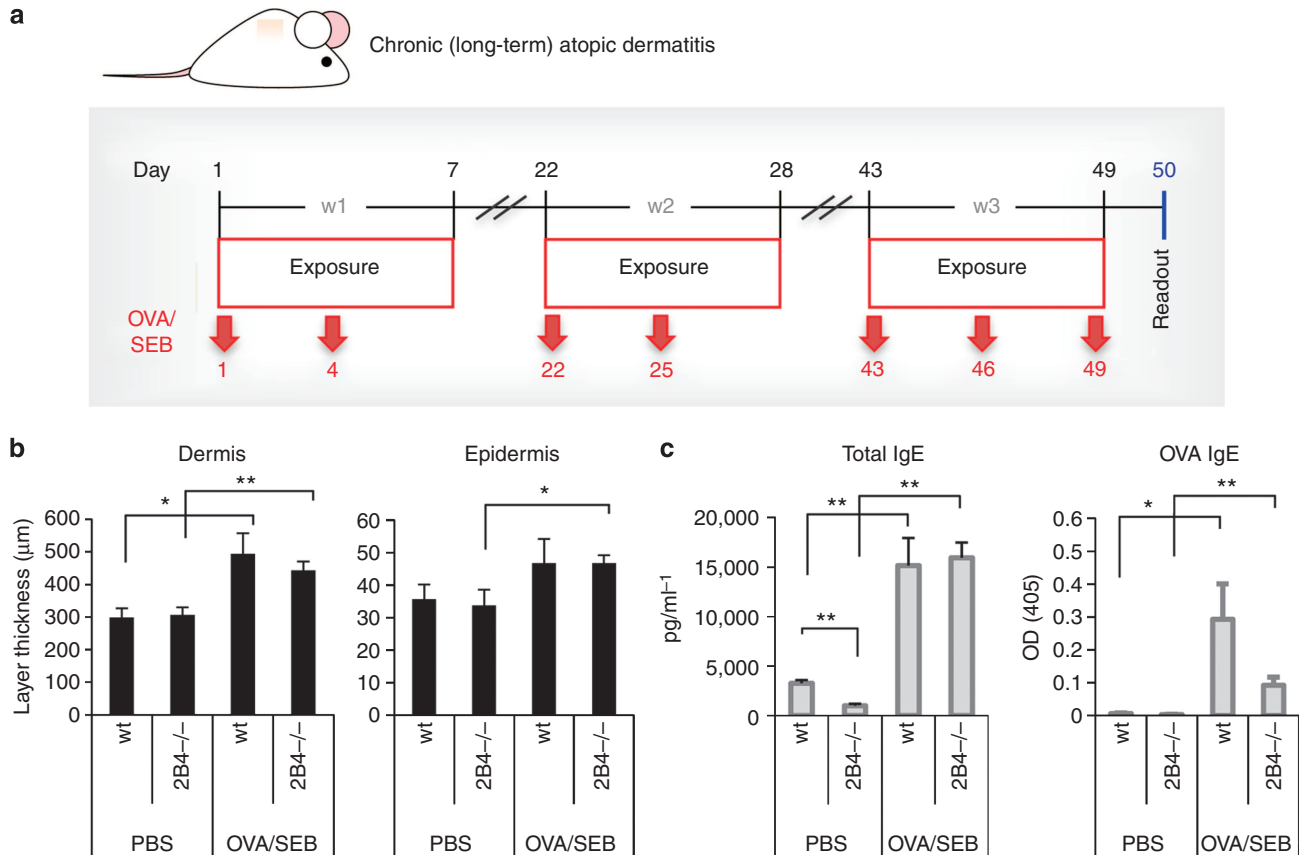 a
Chronic (long-term) atopic dermatitis
Day 1 7 22 28 43 49 50
w1 w2 w3
Exposure Exposure Exposure
Readout
OVA/
SEB
1 4 22 25 43 46 49
b
Dermis
* **
Layer thickness (μm)
600
500
400
300
200
100
0
wt 2B4–/– wt 2B4–/–
PBS OVA/SEB
Epidermis
*
60
50
40
30
20
10
0
wt 2B4–/– wt 2B4–/–
PBS OVA/SEB
c
Total IgE
** **
**
pg/ml–1
20,000
15,000
10,000
5,000
0
wt 2B4–/– wt 2B4–/–
PBS OVA/SEB
OVA IgE
* **
OD (405)
0.6
0.5
0.4
0.3
0.2
0.1
0
wt 2B4–/– wt 2B4–/–
PBS OVA/SEB